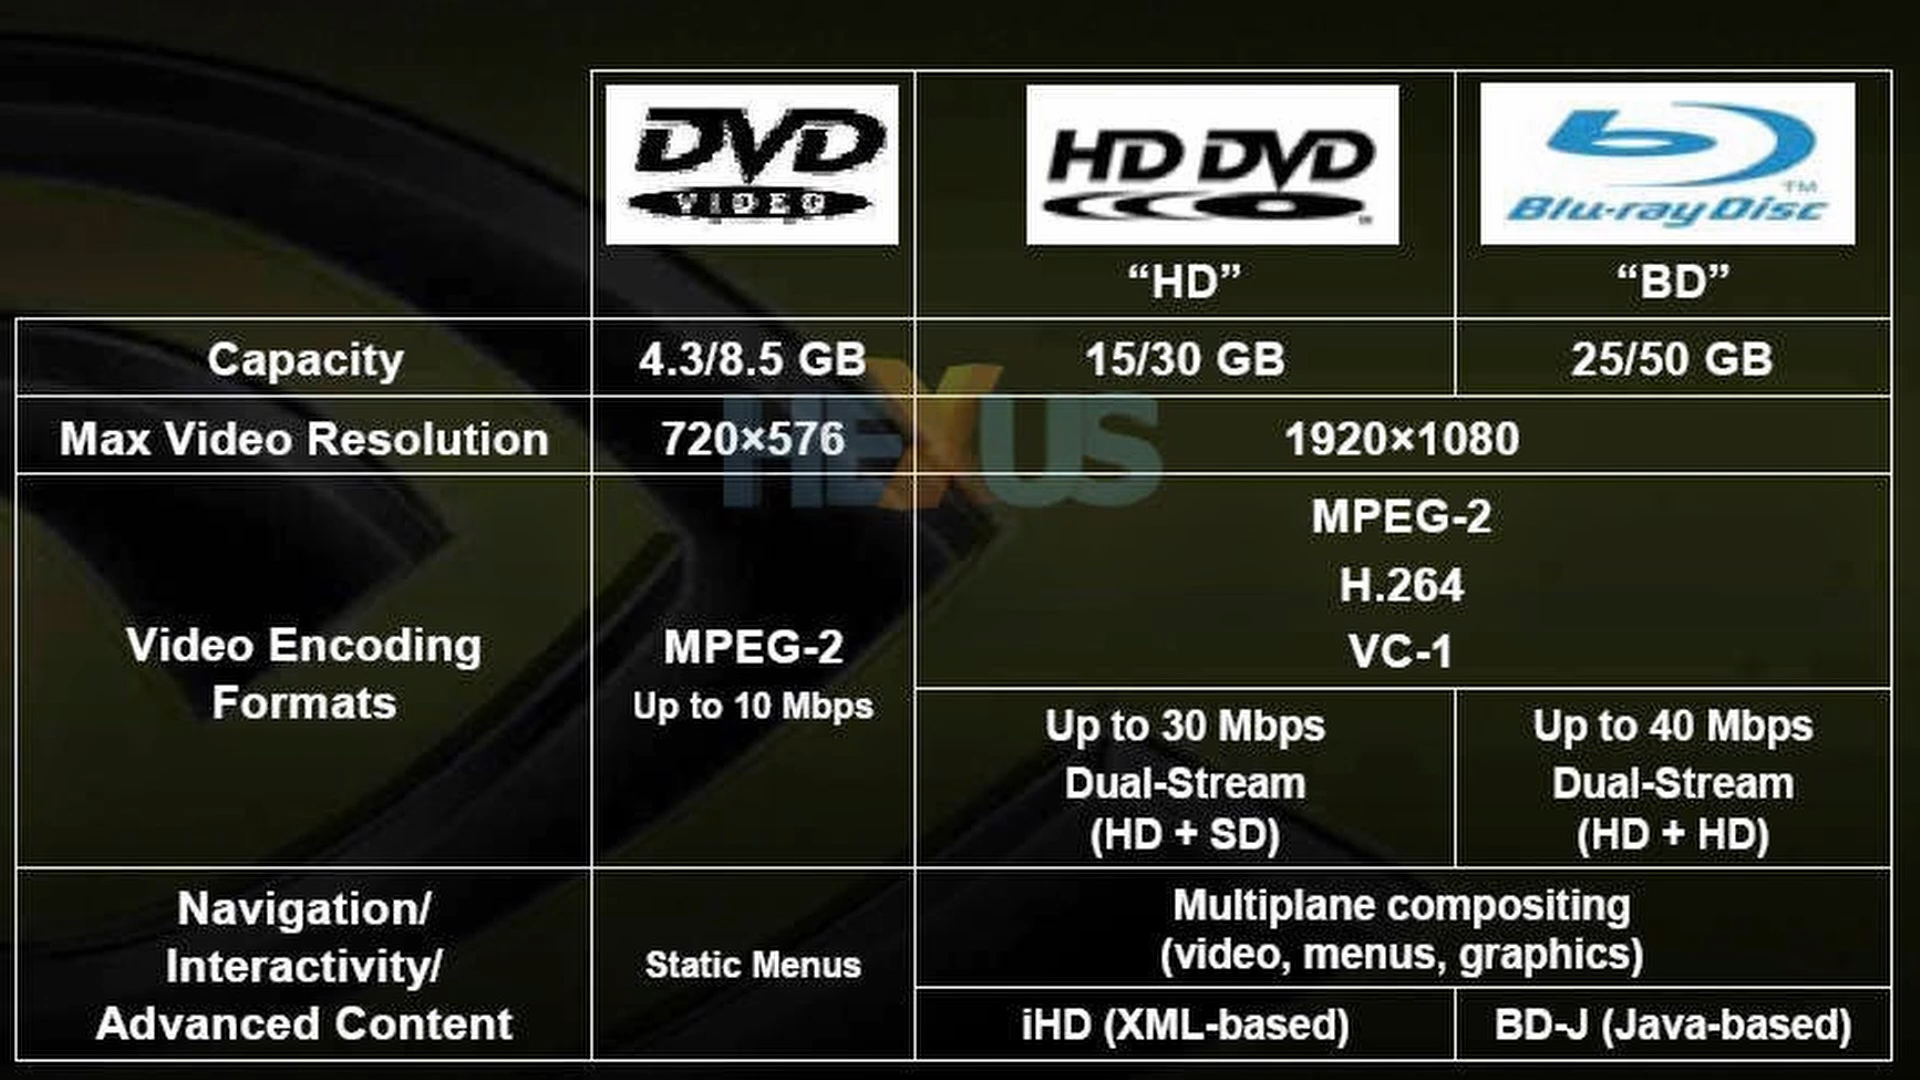 DVD
VIDEO
HD DVD
TM
Blu-ray Disc
"HD"
"BD"
Capacity
4.3/8.5 GB
15/30 GB
25/50 GB
Max Video Resolution
720×576
1920×1080
HEXUS
Video Encoding
Formats
MPEG-2
Up to 10 Mbps
MPEG-2
H.264
VC-1
Up to 30 Mbps
Dual-Stream
(HD + SD)
Up to 40 Mbps
Dual-Stream
(HD + HD)
Navigation/
Interactivity/
Advanced Content
Static Menus
Multiplane compositing
(video, menus, graphics)
iHD (XML-based)
BD-J (Java-based)